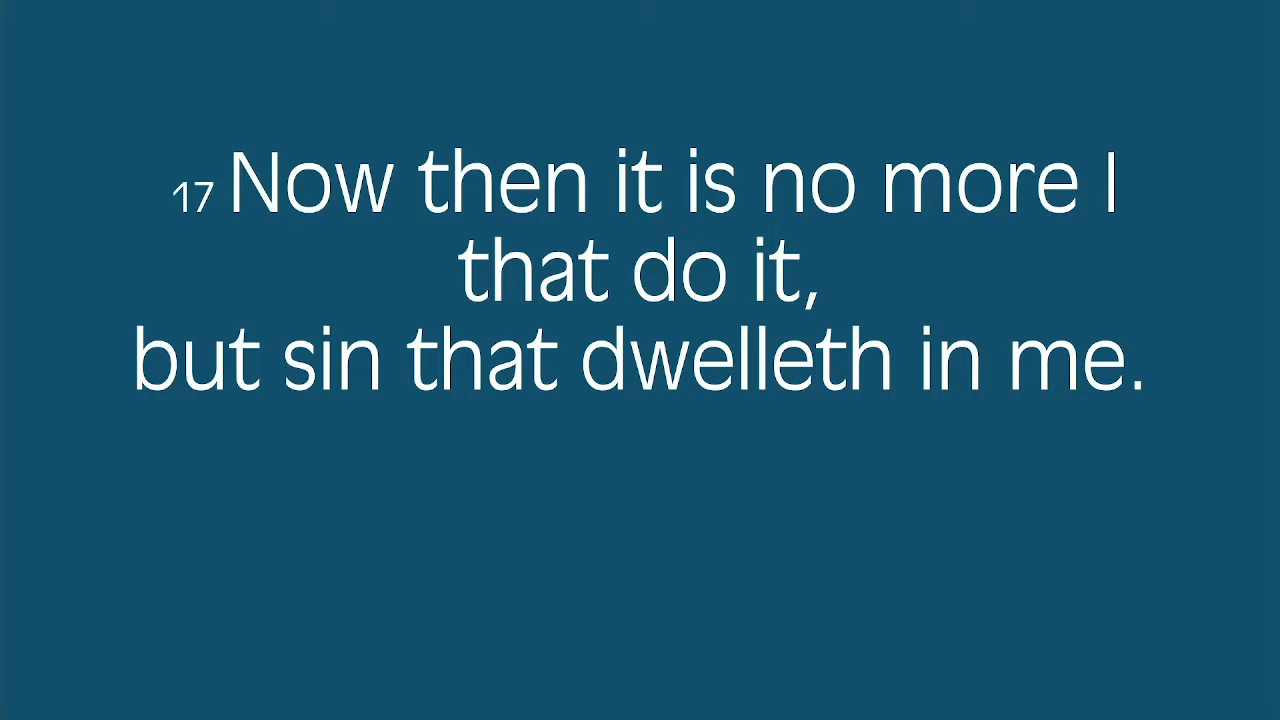 17 Now then it is no more I
that do it,
but sin that dwelleth in me.